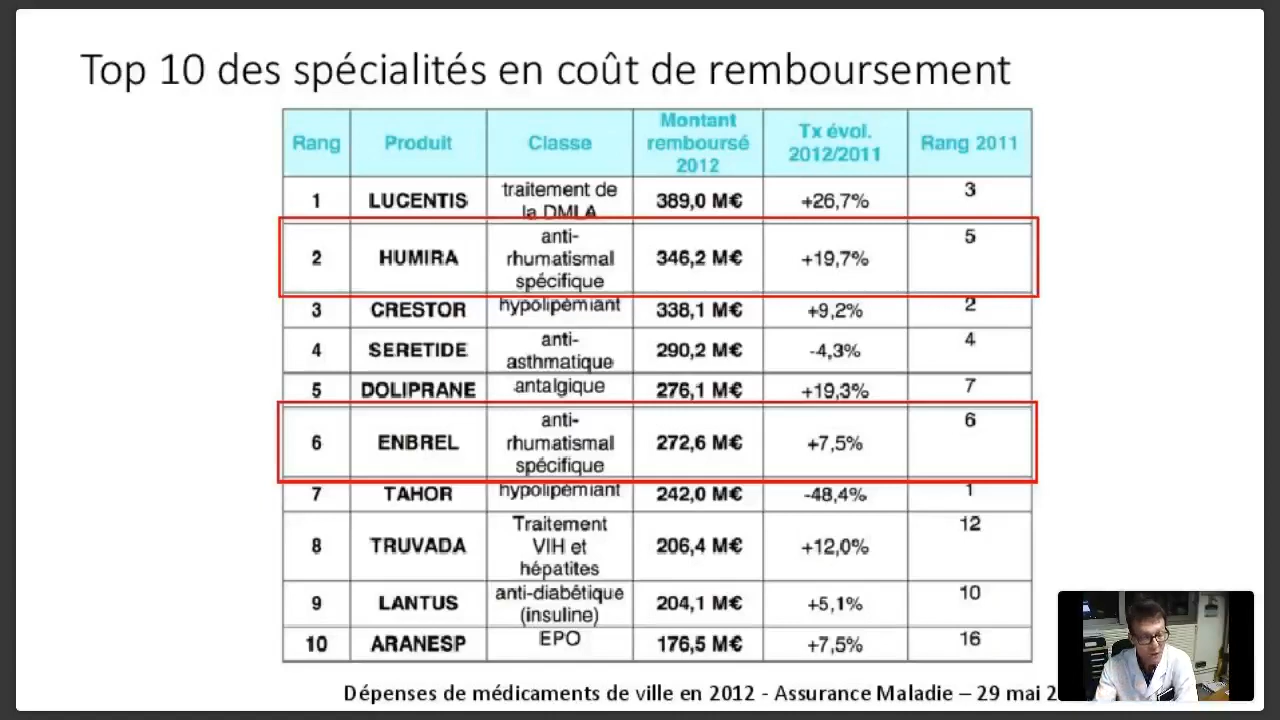 Top 10 des spécialités en coût de remboursement
Rang Produit Classe Montant remboursé 2012 Tx évol. 2012/2011 Rang 2011
1 LUCENTIS traitement de la DMLA 389,0 M€ +26,7% 3
2 HUMIRA anti-rhumatismal spécifique 346,2 M€ +19,7% 5
3 CRESTOR hypolipémiant 338,1 M€ +9,2% 2
4 SERETIDE anti-asthmatique 290,2 M€ -4,3% 4
5 DOLIPRANE antalgique 276,1 M€ +19,3% 7
6 ENBREL anti-rhumatismal spécifique 272,6 M€ +7,5% 6
7 TAHOR hypolipémiant 242,0 M€ -48,4% 1
8 TRUVADA Traitement VIH et hépatites 206,4 M€ +12,0% 12
9 LANTUS anti-diabétique (insuline) 204,1 M€ +5,1% 10
10 ARANESP EPO 176,5 M€ +7,5% 16
Dépenses de médicaments de ville en 2012 - Assurance Maladie – 29 mai